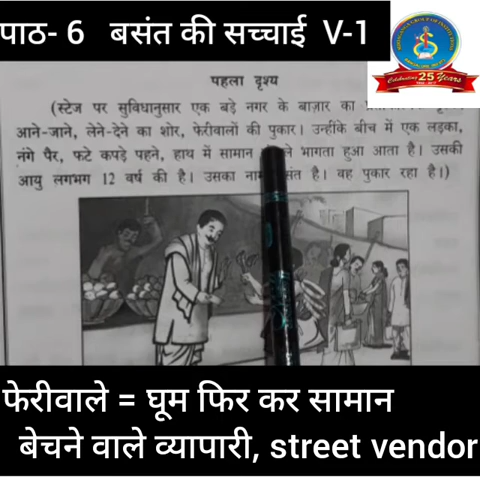 पाठ- 6 बसंत की सच्चाई V-1
Celebrating 25 Years
पहला दृश्य
(स्टेज पर सुविधानुसार एक बड़े नगर के बाज़ार का
आने-जाने, लेने-देने का शोर, फेरीवालों की पुकार। उन्हींके बीच में एक लड़का,
नंगे पैर, फटे कपड़े पहने, हाथ में सामान भागता हुआ आता है। उसकी
आयु लगभग 12 वर्ष की है। उसका है। वह पुकार रहा है।)
फेरीवाले = घूम फिर कर सामान
बेचने वाले व्यापारी, street vendor